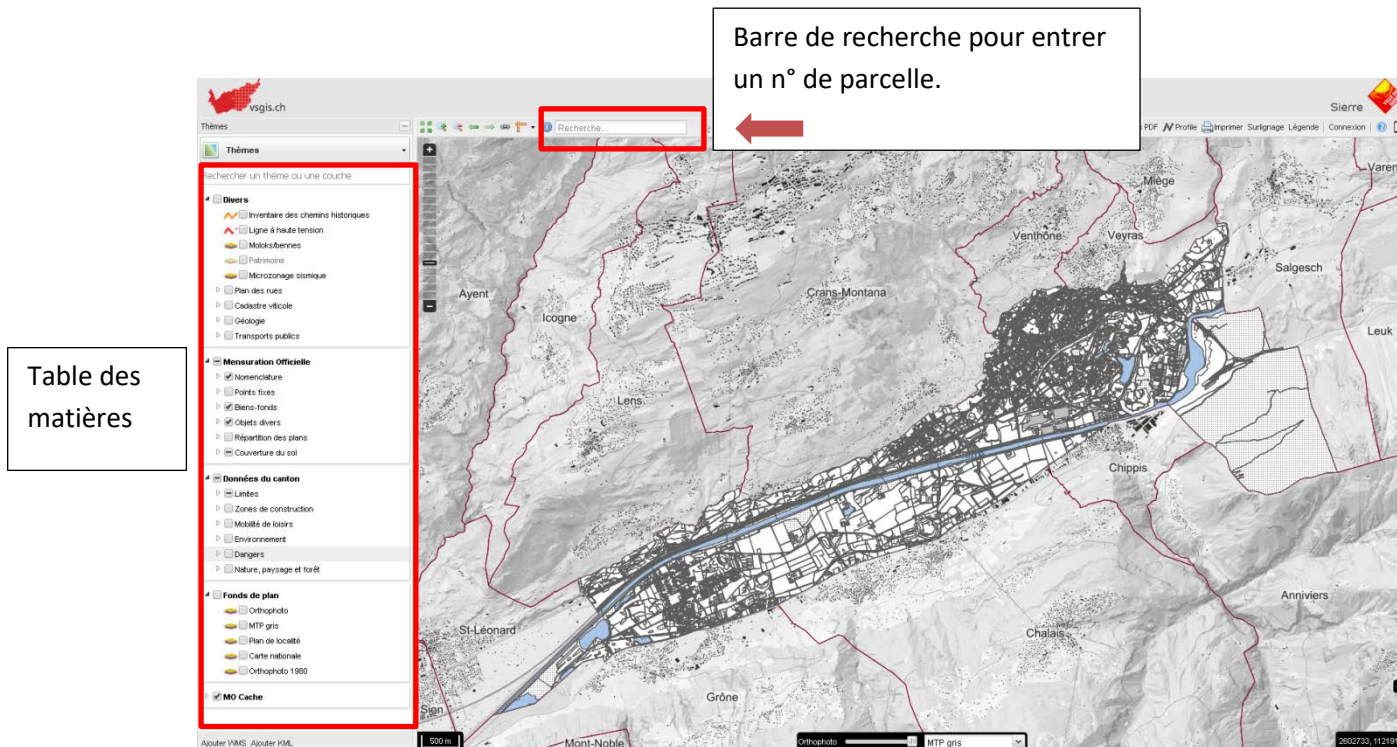 Barre de recherche pour entrer
un n° de parcelle.
vsgis.ch
Sierre
Thèmes
Recherche...
PDF Profile Imprimer Surlignage Légende Connexion
Thèmes
Rechercher un thème ou une couche
Divers
Inventaire des chemins historiques
Ligne à haute tension
Moloks/bennes
Patrimoine
Microzonage sismique
Plan des rues
Cadastre viticole
Géologie
Transports publics
Mensuration Officielle
Nomenclature
Points fixes
Biens-fonds
Objets divers
Répartition des plans
Couverture du sol
Données du canton
Limites
Zones de construction
Mobilité de loisirs
Environnement
Dangers
Nature, paysage et forêt
Fonds de plan
Orthophoto
MTP gris
Plan de localité
Carte nationale
Orthophoto 1980
MO Cache
Ajouter WMS Ajouter KML
Table des
matières
Varen
Miège
Venthône
Veyras
Salgesch
Ayent
Crans-Montana
Icogne
Leuk
Lens
Chippis
Anniviers
St-Léonard
Chalais
Grône
Sion
Mont-Noble
500 m
Orthophoto
MTP gris
2602733, 112191